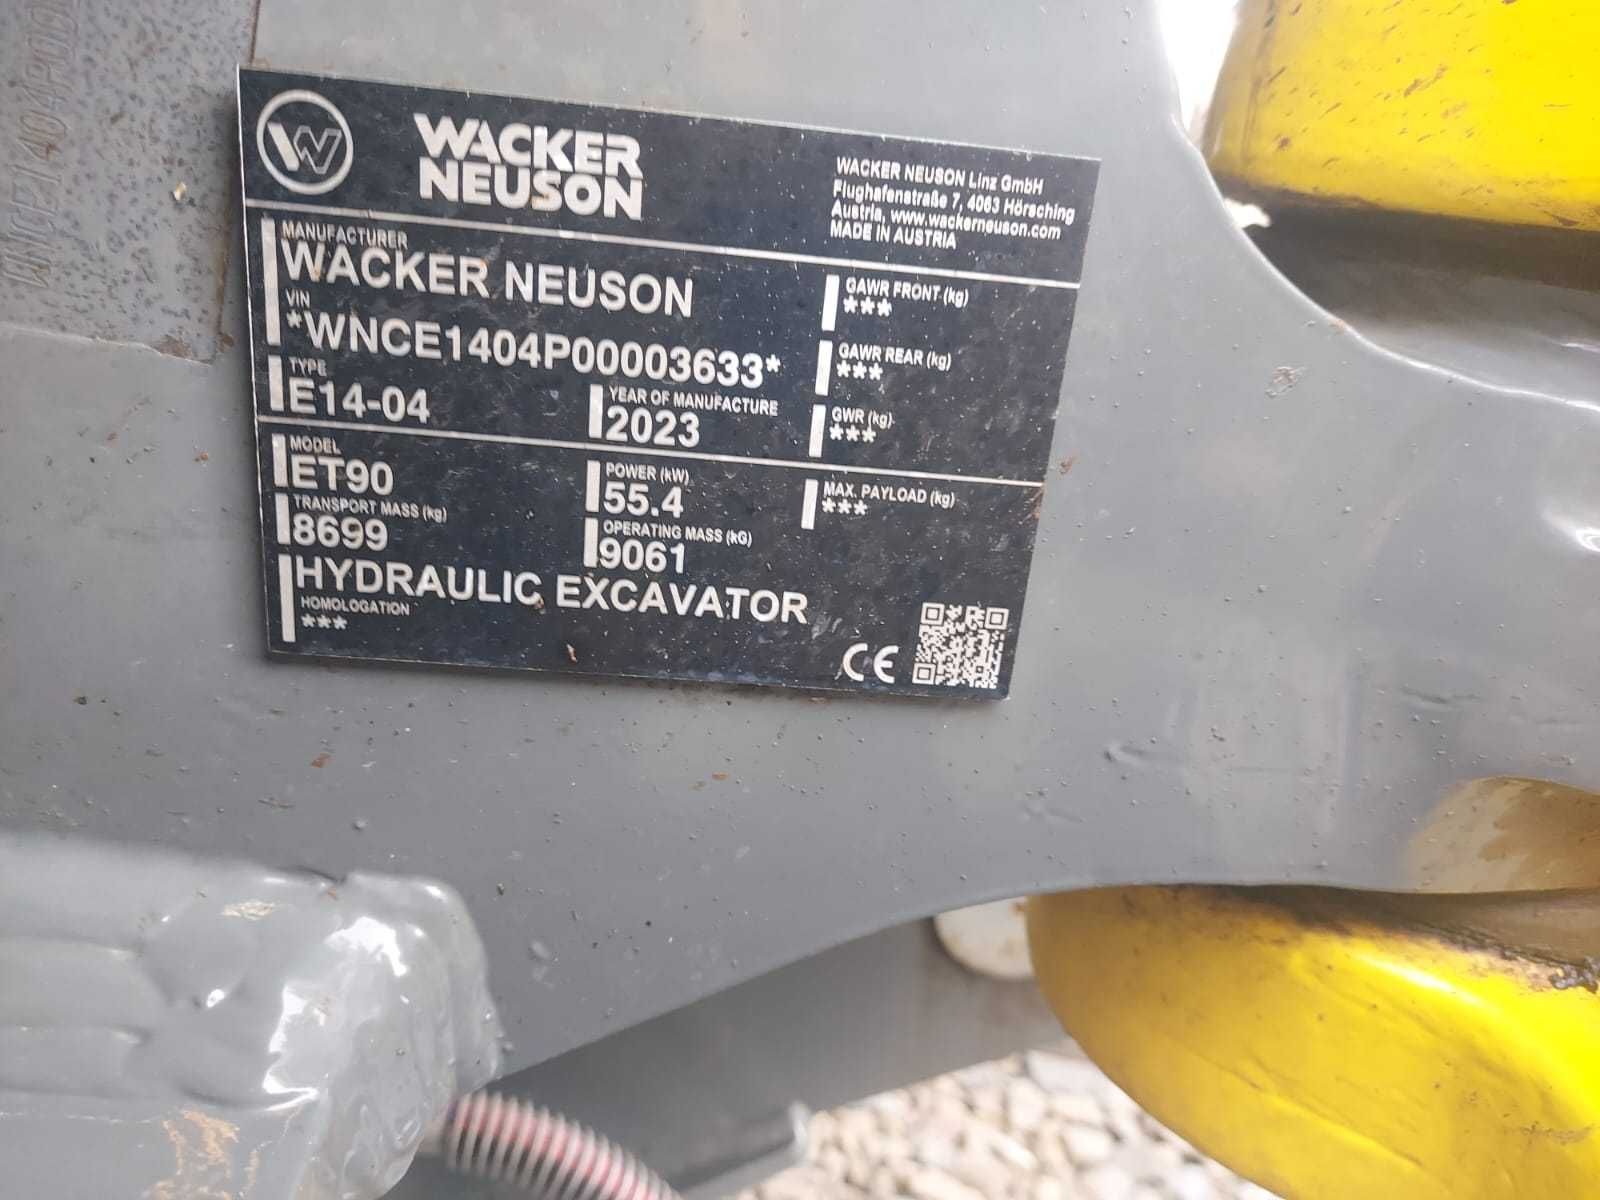 WACKER
NEUSON
WACKER NEUSON Linz GmbH
Flughafenstraße 7, 4063 Hörsching
Austria, www.wackerneuson.com
MADE IN AUSTRIA
MANUFACTURER
WACKER NEUSON
VIN
*WNCE1404P00003633*
TYPE
E14-04
YEAR OF MANUFACTURE
2023
GAWR FRONT (kg)
***
GAWR REAR (kg)
***
GWR (kg)
***
MODEL
ET90
POWER (kW)
55.4
MAX. PAYLOAD (kg)
***
TRANSPORT MASS (kg)
8699
OPERATING MASS (kG)
9061
HYDRAULIC EXCAVATOR
HOMOLOGATION
***
CE